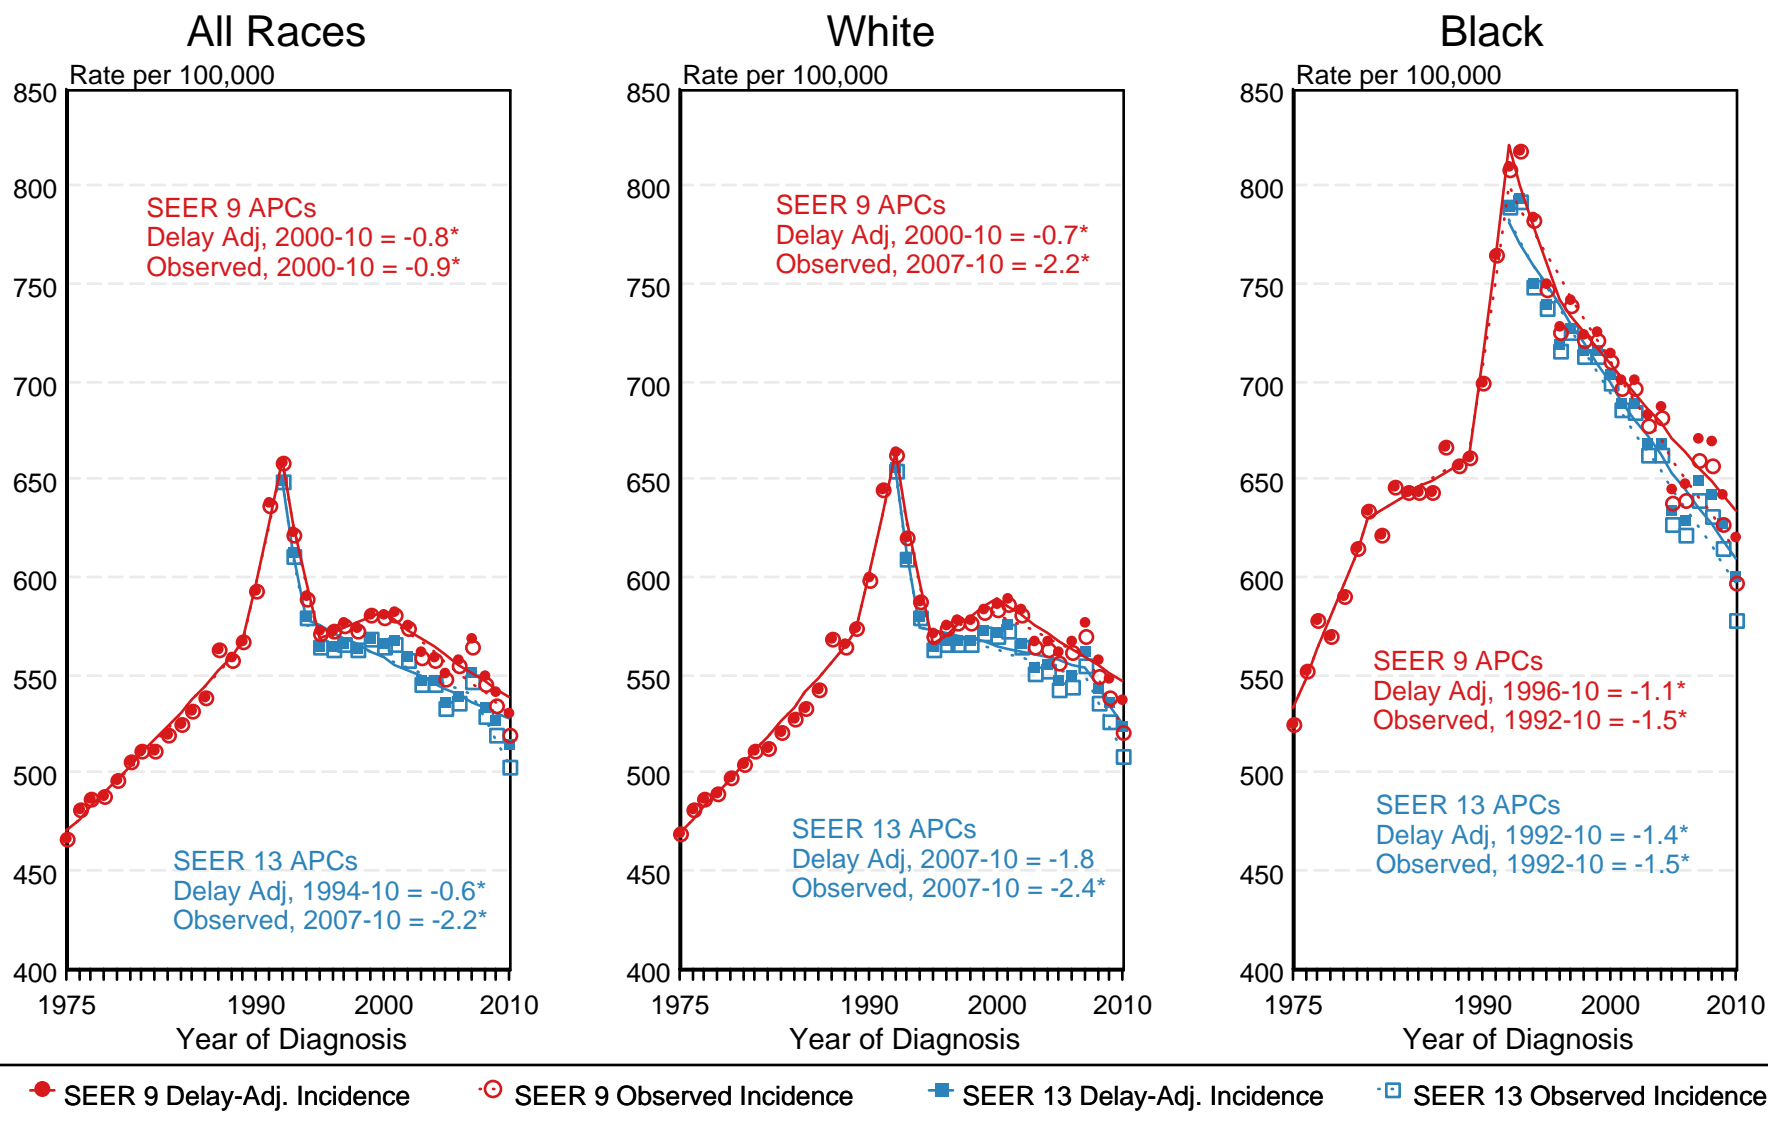 All Races
White
Black
Rate per 100,000
Rate per 100,000
Rate per 100,000
850
800
750
700
650
600
550
500
450
400
SEER 9 APCs
Delay Adj, 2000-10 = -0.8*
Observed, 2000-10 = -0.9*
SEER 13 APCs
Delay Adj, 1994-10 = -0.6*
Observed, 2007-10 = -2.2*
1975 1990 2000 2010
Year of Diagnosis
850
800
750
700
650
600
550
500
450
400
SEER 9 APCs
Delay Adj, 2000-10 = -0.7*
Observed, 2007-10 = -2.2*
SEER 13 APCs
Delay Adj, 2007-10 = -1.8
Observed, 2007-10 = -2.4*
1975 1990 2000 2010
Year of Diagnosis
850
800
750
700
650
600
550
500
450
400
SEER 9 APCs
Delay Adj, 1996-10 = -1.1*
Observed, 1992-10 = -1.5*
SEER 13 APCs
Delay Adj, 1992-10 = -1.4*
Observed, 1992-10 = -1.5*
1975 1990 2000 2010
Year of Diagnosis
SEER 9 Delay-Adj. Incidence
SEER 9 Observed Incidence
SEER 13 Delay-Adj. Incidence
SEER 13 Observed Incidence